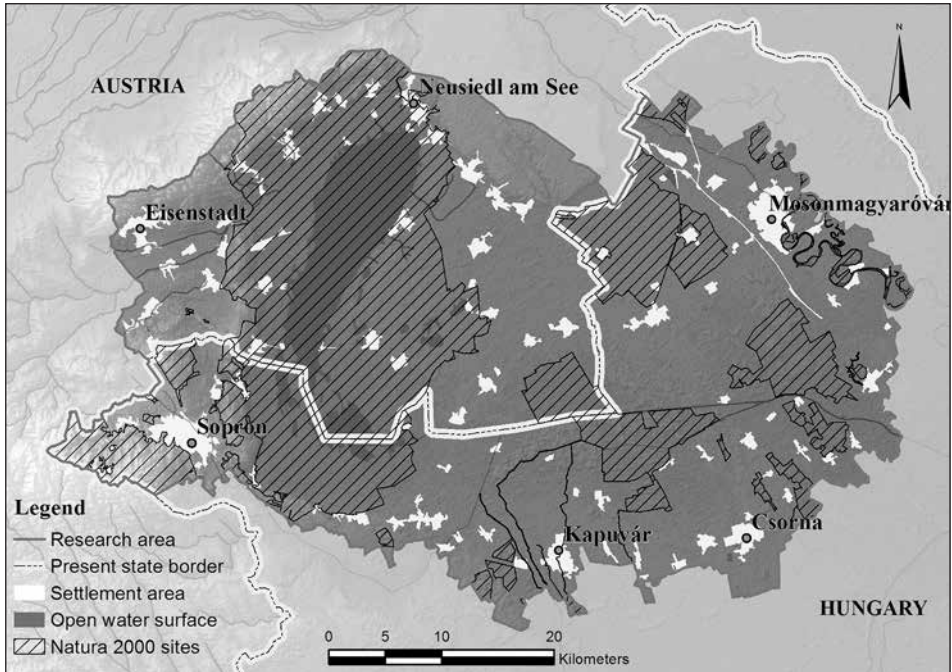 N
AUSTRIA
Neusiedl am See
Eisenstadt
Mosonmagyaróvár
Sopron
Legend
Research area
Present state border
Settlement area
Open water surface
Natura 2000 sites
Kapuvár
Csorna
HUNGARY
0 5 10 20
Kilometers